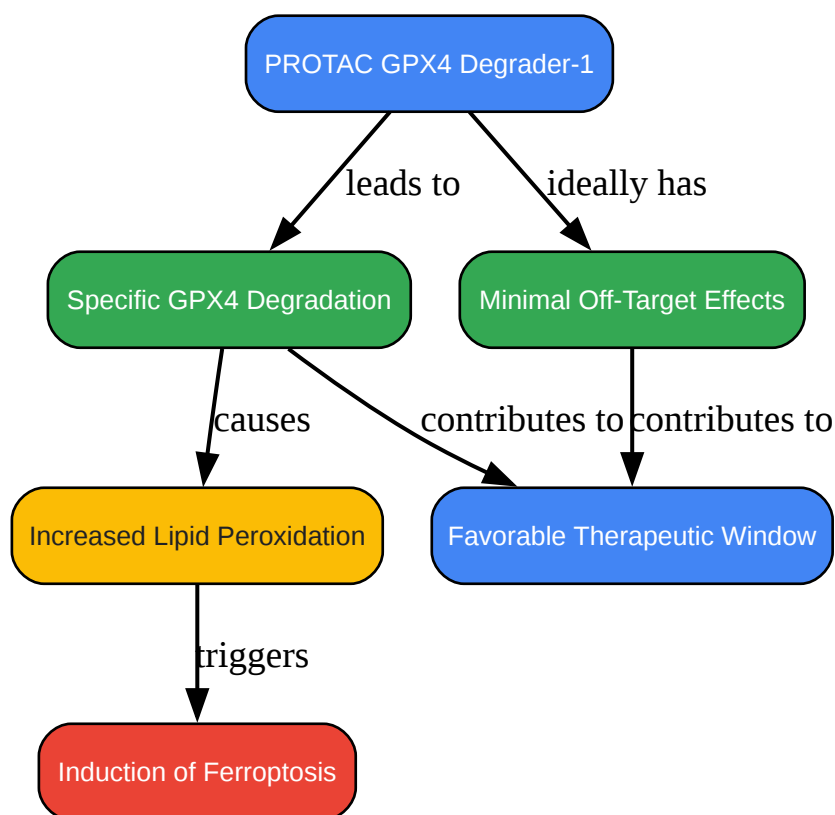 PROTAC GPX4 Degrader-1
leads to
ideally has
Specific GPX4 Degradation
Minimal Off-Target Effects
causes
contributes to
contributes to
Increased Lipid Peroxidation
Favorable Therapeutic Window
triggers
Induction of Ferroptosis